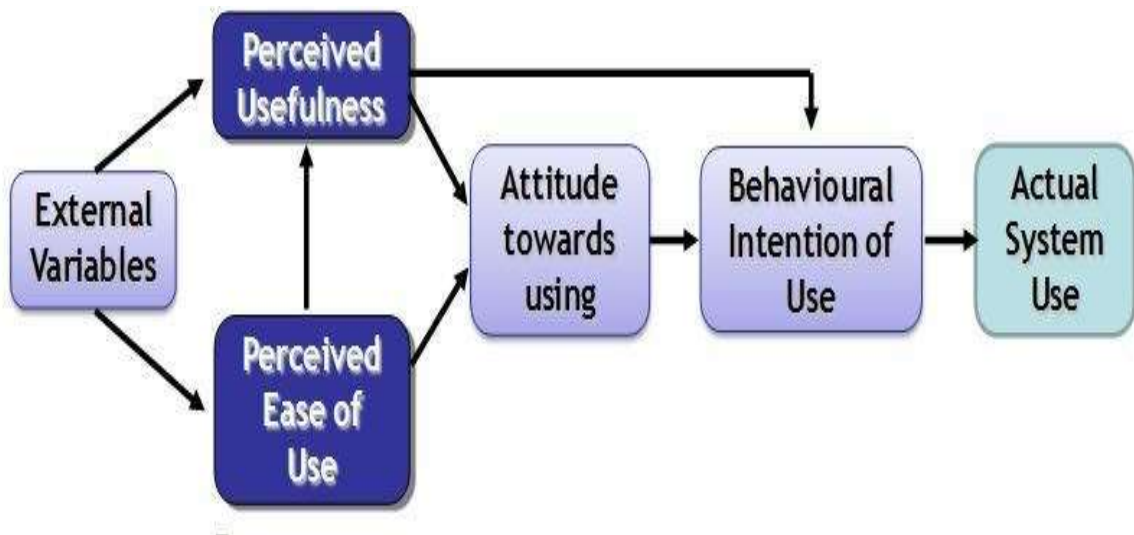 Perceived
Usefulness
External
Variables
Perceived
Ease of
Use
Attitude
towards
using
Behavioural
Intention of
Use
Actual
System
Use